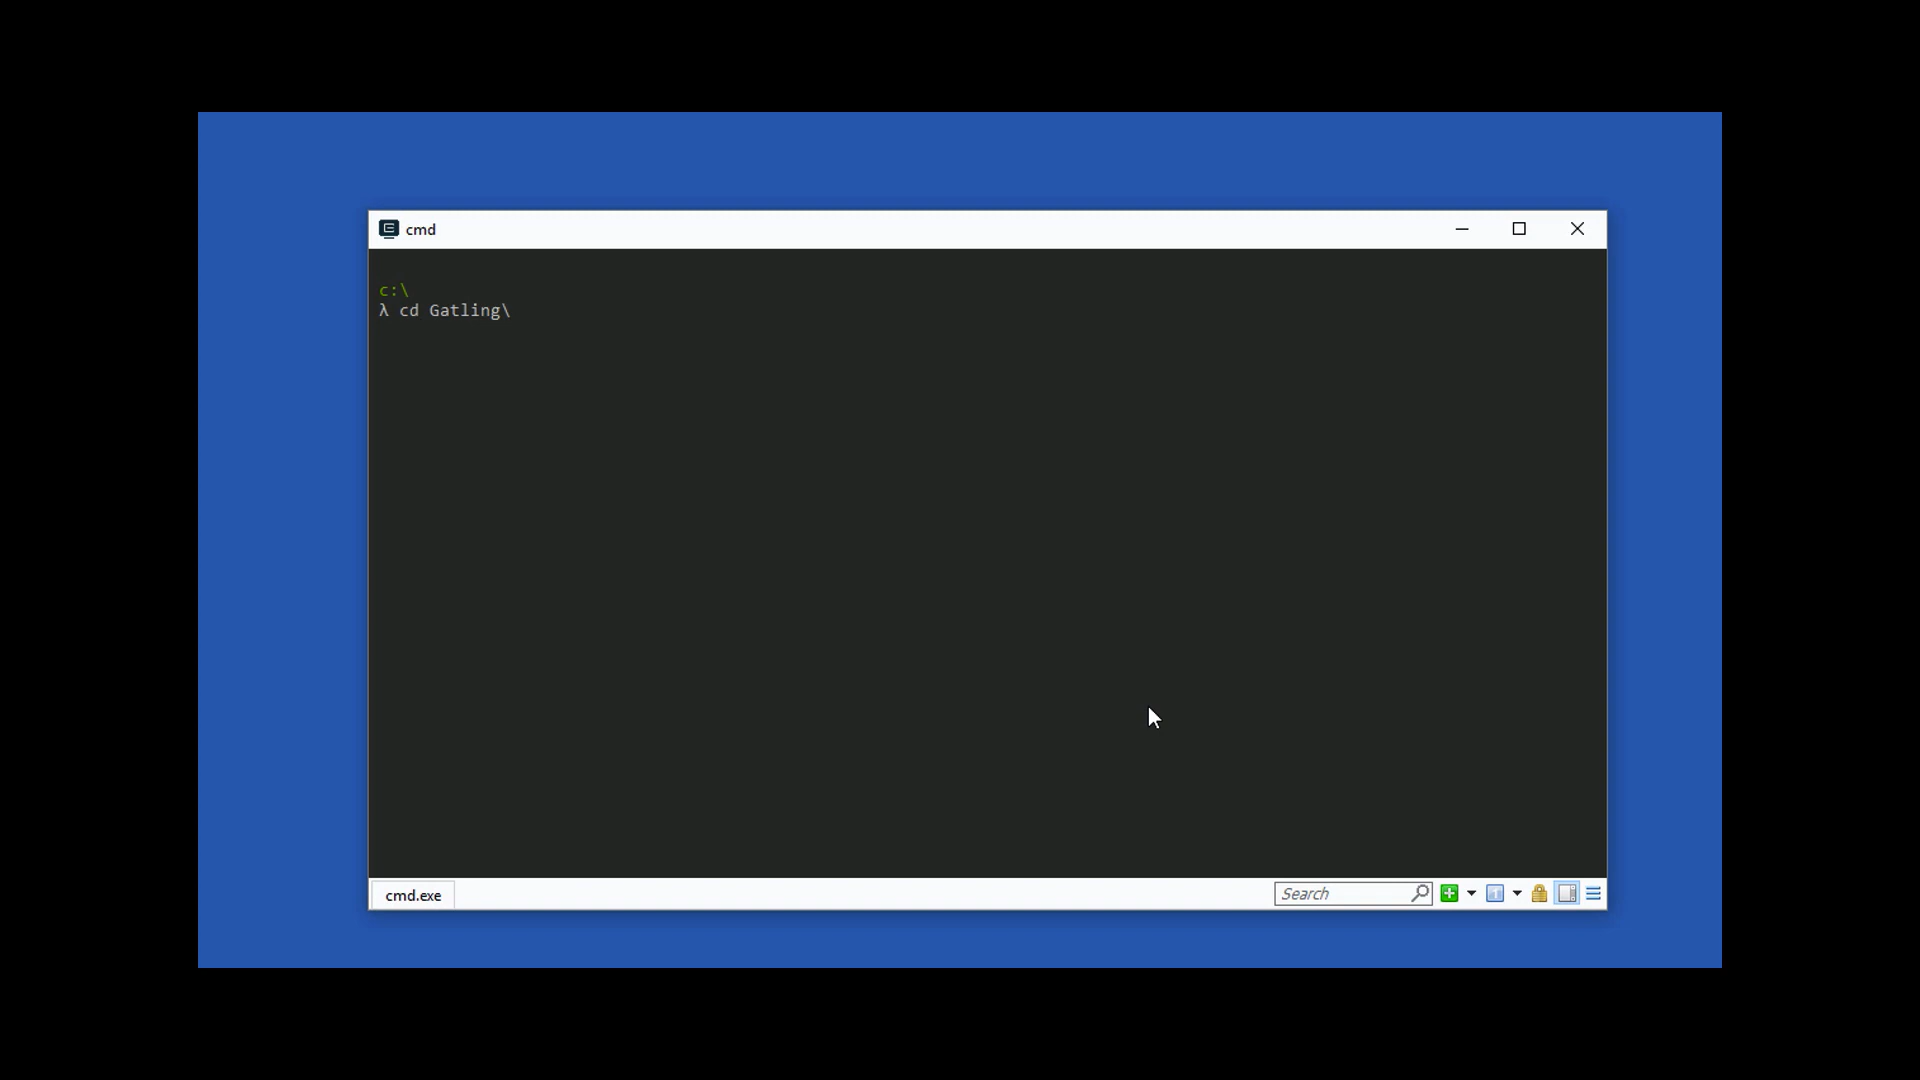 cmd
c:\
λ cd Gatling\
cmd.exe
Search